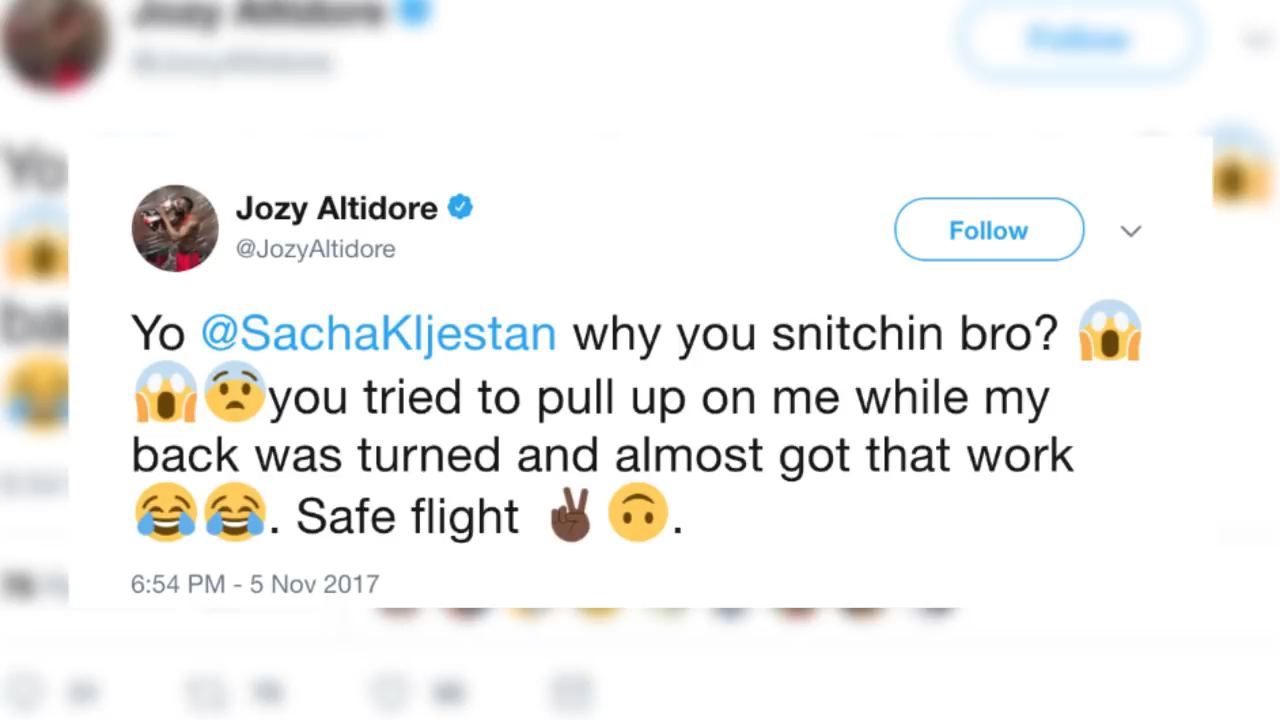 Jozy Altidore
@JozyAltidore
Follow
Yo @SachaKljestan why you snitchin bro? 😱
😱😟you tried to pull up on me while my
back was turned and almost got that work
😂😂. Safe flight ✌🏿🙃.
6:54 PM - 5 Nov 2017